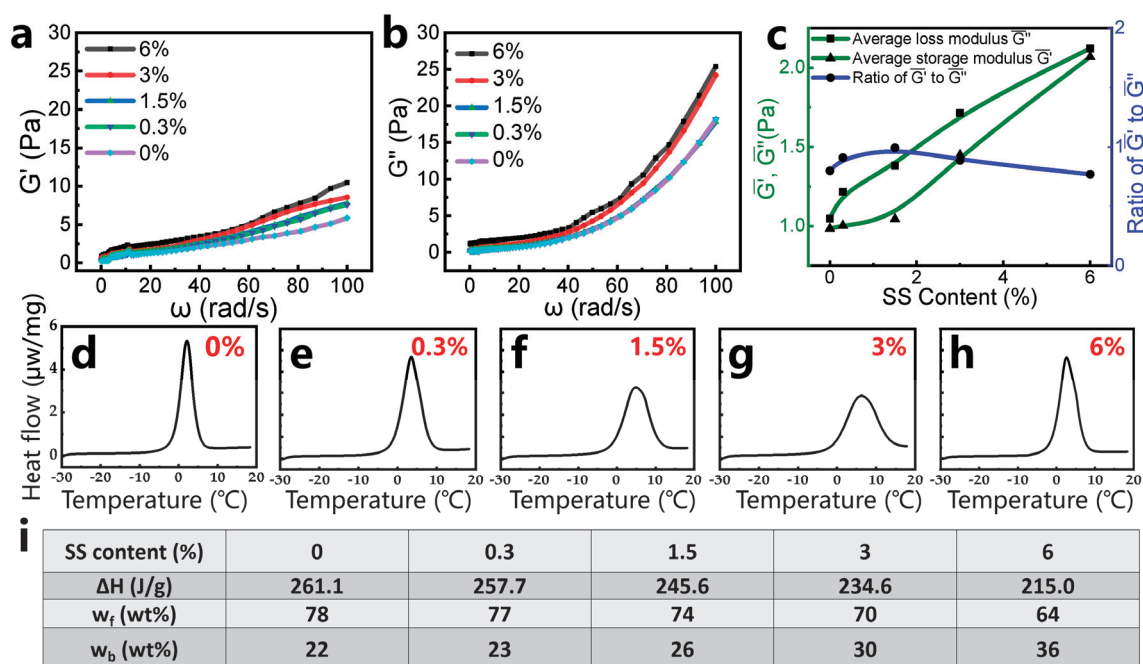 a
30
25
20
15
10
5
0
G' (Pa)
6%
3%
1.5%
0.3%
0%
0 20 40 60 80 100
ω (rad/s)
b
30
25
20
15
10
5
0
G" (Pa)
6%
3%
1.5%
0.3%
0%
0 20 40 60 80 100
ω (rad/s)
c
Average loss modulus G̅"
Average storage modulus G̅'
Ratio of G̅' to G̅"
2.0
1.5
1.0
G̅', G̅"(Pa)
2
1
0
Ratio of G̅' to G̅"
0 2 4 6
SS Content (%)
Heat flow (μw/mg)
6
4
2
0
d 0%
-30 -20 -10 0 10 20
Temperature (℃)
e 0.3%
-30 -20 -10 0 10 20
Temperature (℃)
f 1.5%
-30 -20 -10 0 10 20
Temperature (℃)
g 3%
-30 -20 -10 0 10 20
Temperature (℃)
h 6%
-30 -20 -10 0 10 20
Temperature (℃)
i
SS content (%) 0 0.3 1.5 3 6
ΔH (J/g) 261.1 257.7 245.6 234.6 215.0
wf (wt%) 78 77 74 70 64
wb (wt%) 22 23 26 30 36